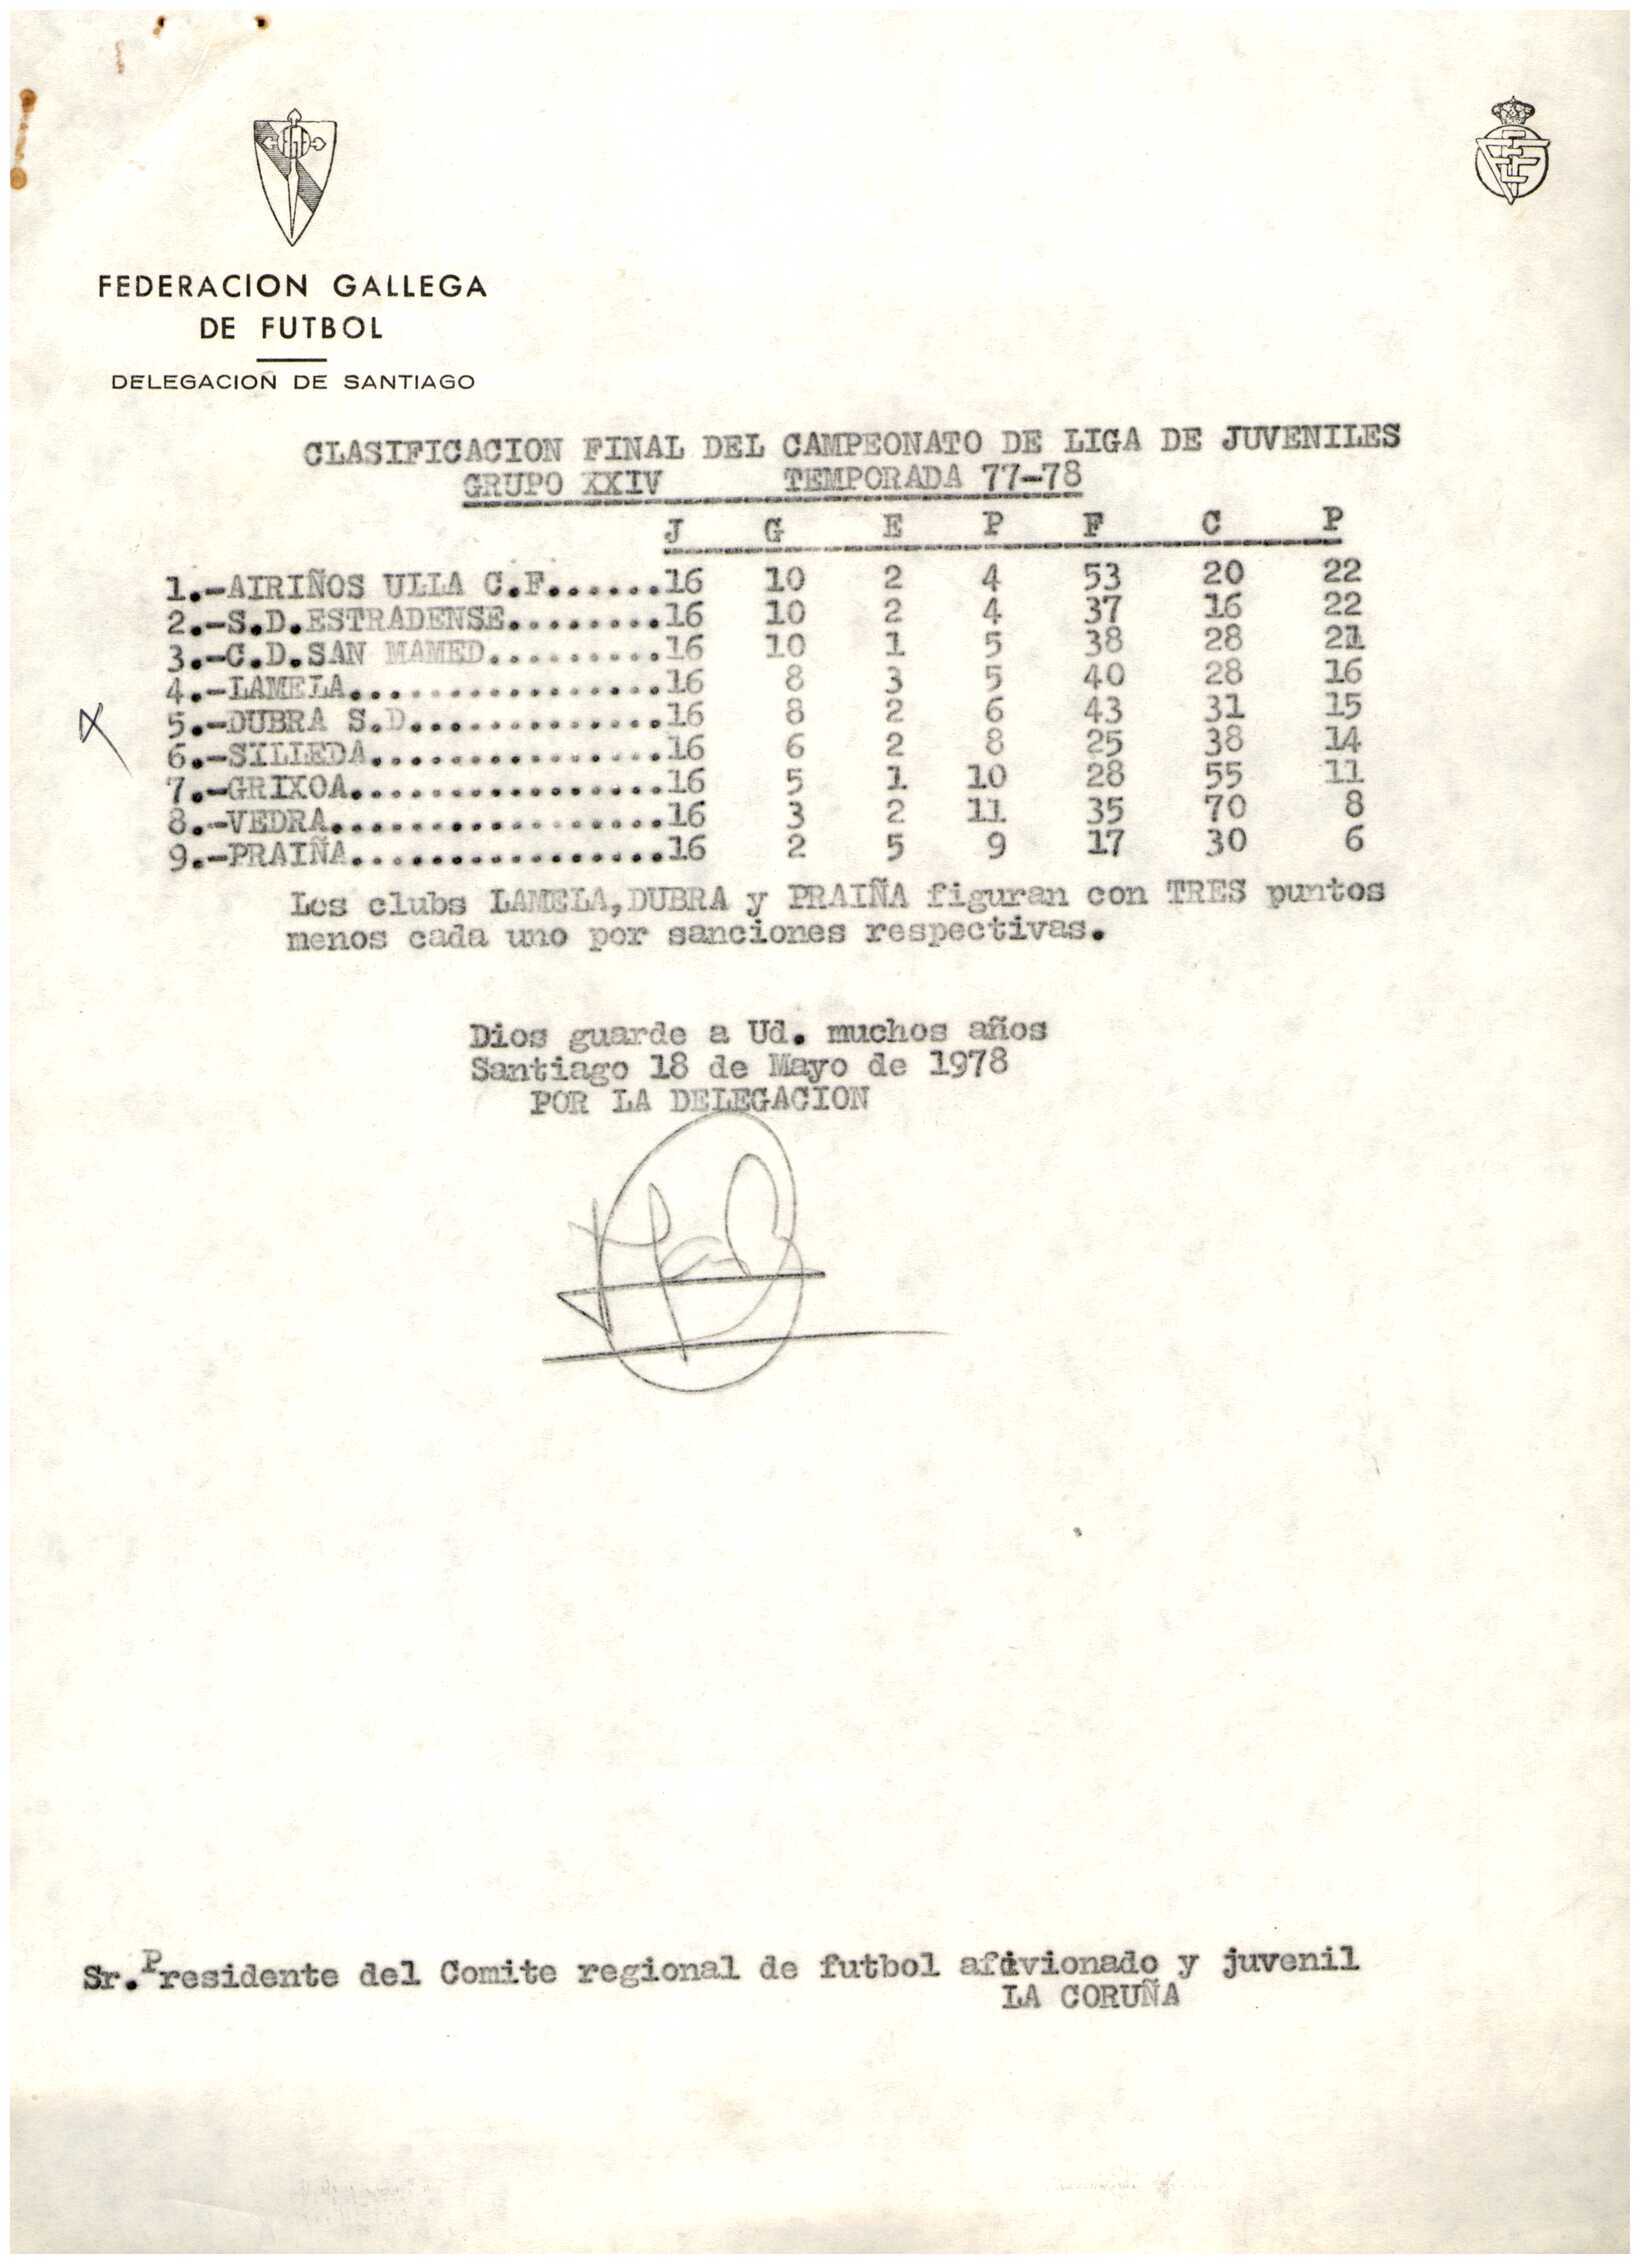 FEDERACION GALLEGA
DE FUTBOL
DELEGACION DE SANTIAGO
CLASIFICACION FINAL DEL CAMPEONATO DE LIGA DE JUVENILES
GRUPO XXIV TEMPORADA 77-78
J G E P F C P
1.-AIRIÑOS ULLA C.F......16 10 2 4 53 20 22
2.-S.D.ESTRADENSE........16 10 2 4 37 16 22
3.-C.D.SAN MAMED.........16 10 1 5 38 28 21
4.-LAMELA................16 8 3 5 40 28 16
5.-DUBRA S.D.............16 8 2 6 43 31 15
6.-SILLEDA...............16 6 2 8 25 38 14
7.-GRIXOA................16 5 1 10 28 55 11
8.-VEDRA.................16 3 2 11 35 70 8
9.-PRAIÑA................16 2 5 9 17 30 6
Los clubs LAMELA,DUBRA y PRAIÑA figuran con TRES puntos
menos cada uno por sanciones respectivas.
Dios guarde a Ud. muchos años
Santiago 18 de Mayo de 1978
POR LA DELEGACION
Sr.Presidente del Comite regional de futbol afivionado y juvenil
LA CORUÑA